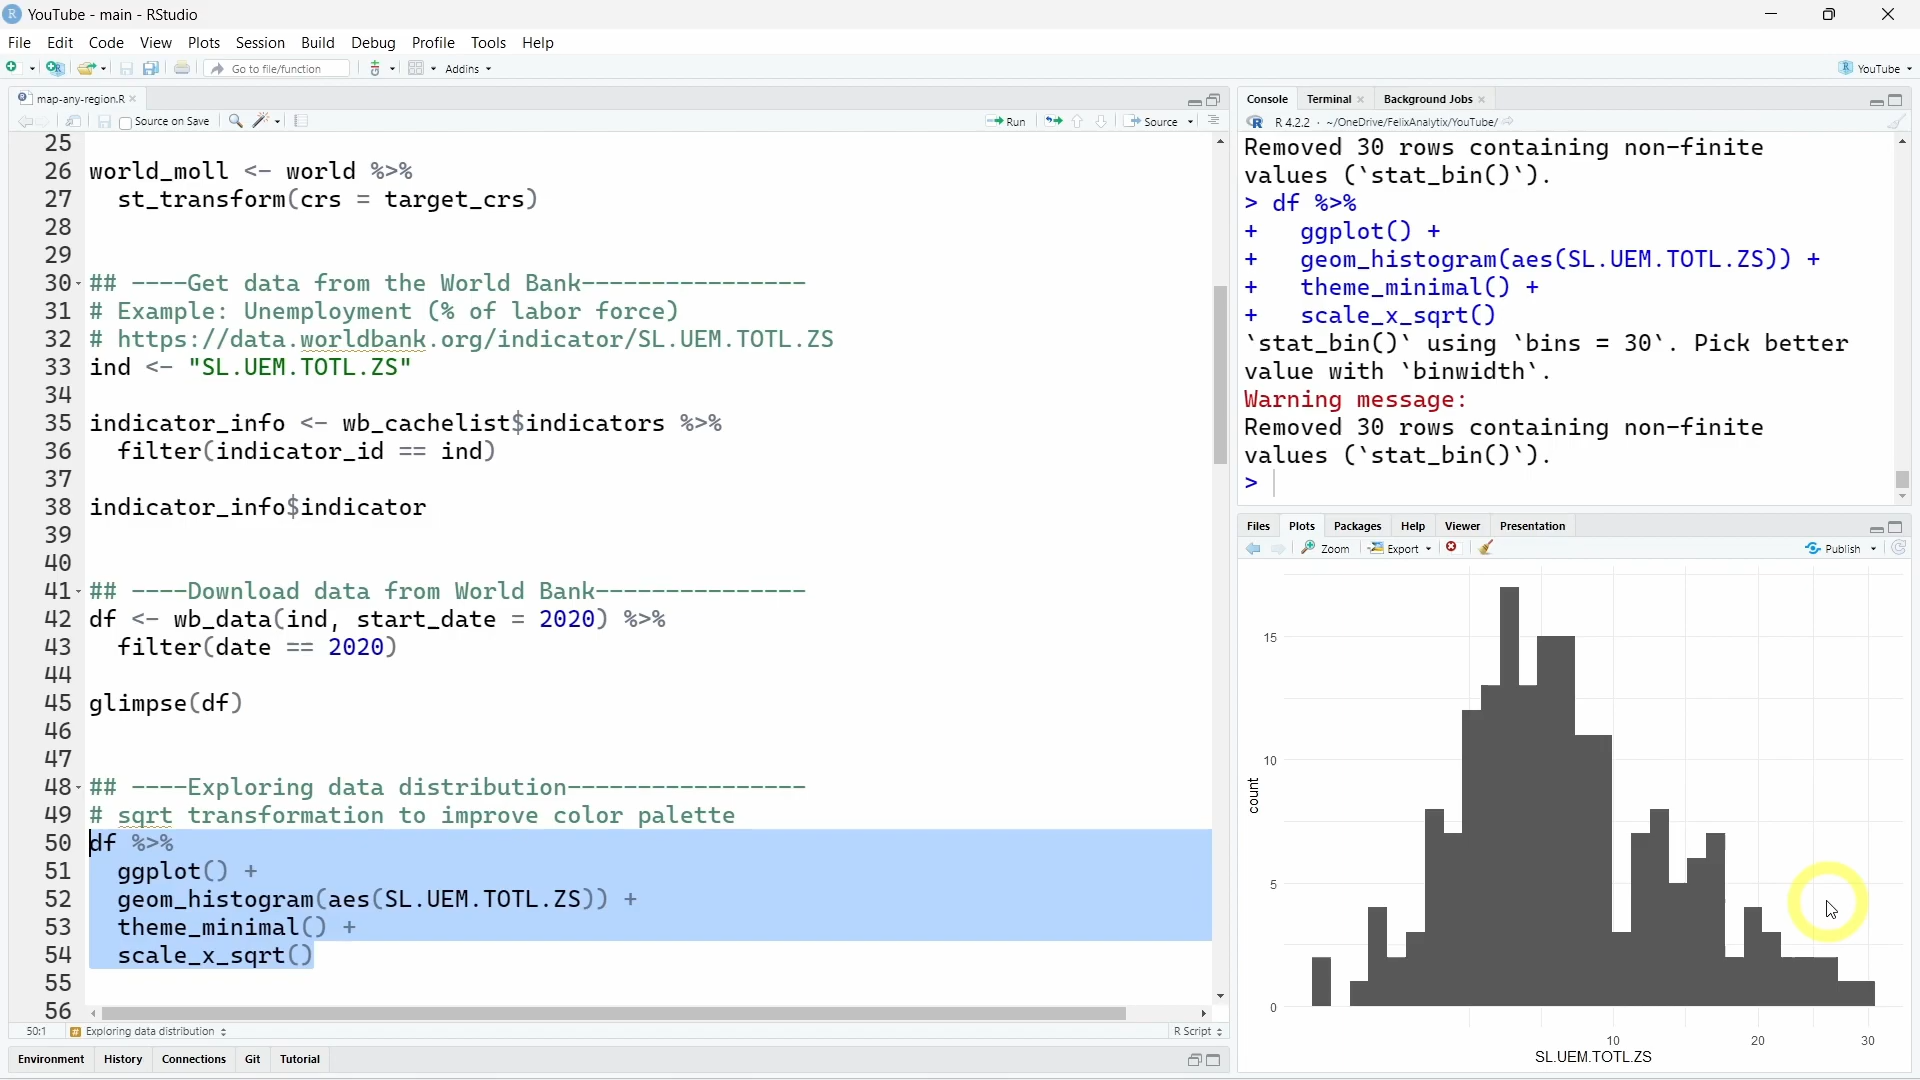 YouTube - main - RStudio
File Edit Code View Plots Session Build Debug Profile Tools Help
Go to file/function Addins YouTube
map-any-region.R
Source on Save Run Source
25
26 world_moll <- world %>%
27 st_transform(crs = target_crs)
28
29
30 ## ----Get data from the World Bank----------------
31 # Example: Unemployment (% of labor force)
32 # https://data.worldbank.org/indicator/SL.UEM.TOTL.ZS
33 ind <- "SL.UEM.TOTL.ZS"
34
35 indicator_info <- wb_cachelist$indicators %>%
36 filter(indicator_id == ind)
37
38 indicator_info$indicator
39
40
41 ## ----Download data from World Bank---------------
42 df <- wb_data(ind, start_date = 2020) %>%
43 filter(date == 2020)
44
45 glimpse(df)
46
47
48 ## ----Exploring data distribution-----------------
49 # sqrt transformation to improve color palette
50 df %>%
51 ggplot() +
52 geom_histogram(aes(SL.UEM.TOTL.ZS)) +
53 theme_minimal() +
54 scale_x_sqrt()
55
56
50:1 # Exploring data distribution R Script
Environment History Connections Git Tutorial
Console Terminal Background Jobs
R 4.2.2 · ~/OneDrive/FelixAnalytix/YouTube/
Removed 30 rows containing non-finite
values (`stat_bin()`).
> df %>%
+ ggplot() +
+ geom_histogram(aes(SL.UEM.TOTL.ZS)) +
+ theme_minimal() +
+ scale_x_sqrt()
`stat_bin()` using `bins = 30`. Pick better
value with `binwidth`.
Warning message:
Removed 30 rows containing non-finite
values (`stat_bin()`).
>
Files Plots Packages Help Viewer Presentation
Zoom Export Publish
15
10
count
5
0
10 20 30
SL.UEM.TOTL.ZS